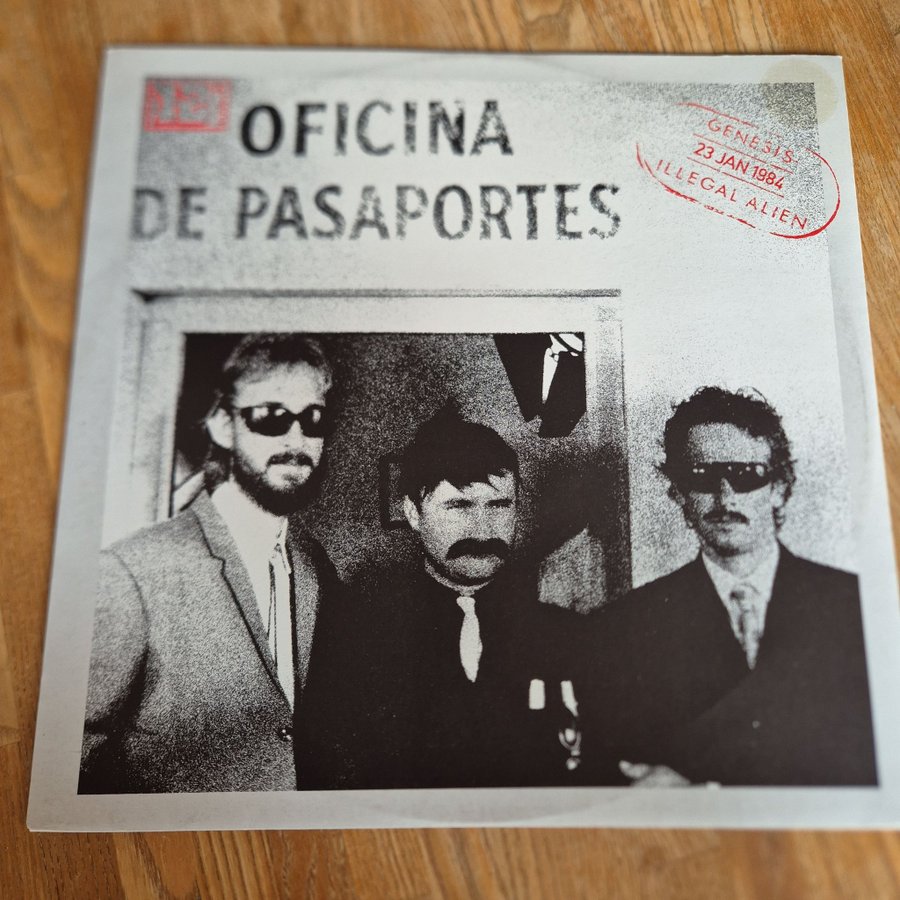 OFICINA
DE PASAPORTES
GENESIS
23 JAN 1984
ILLEGAL ALIEN